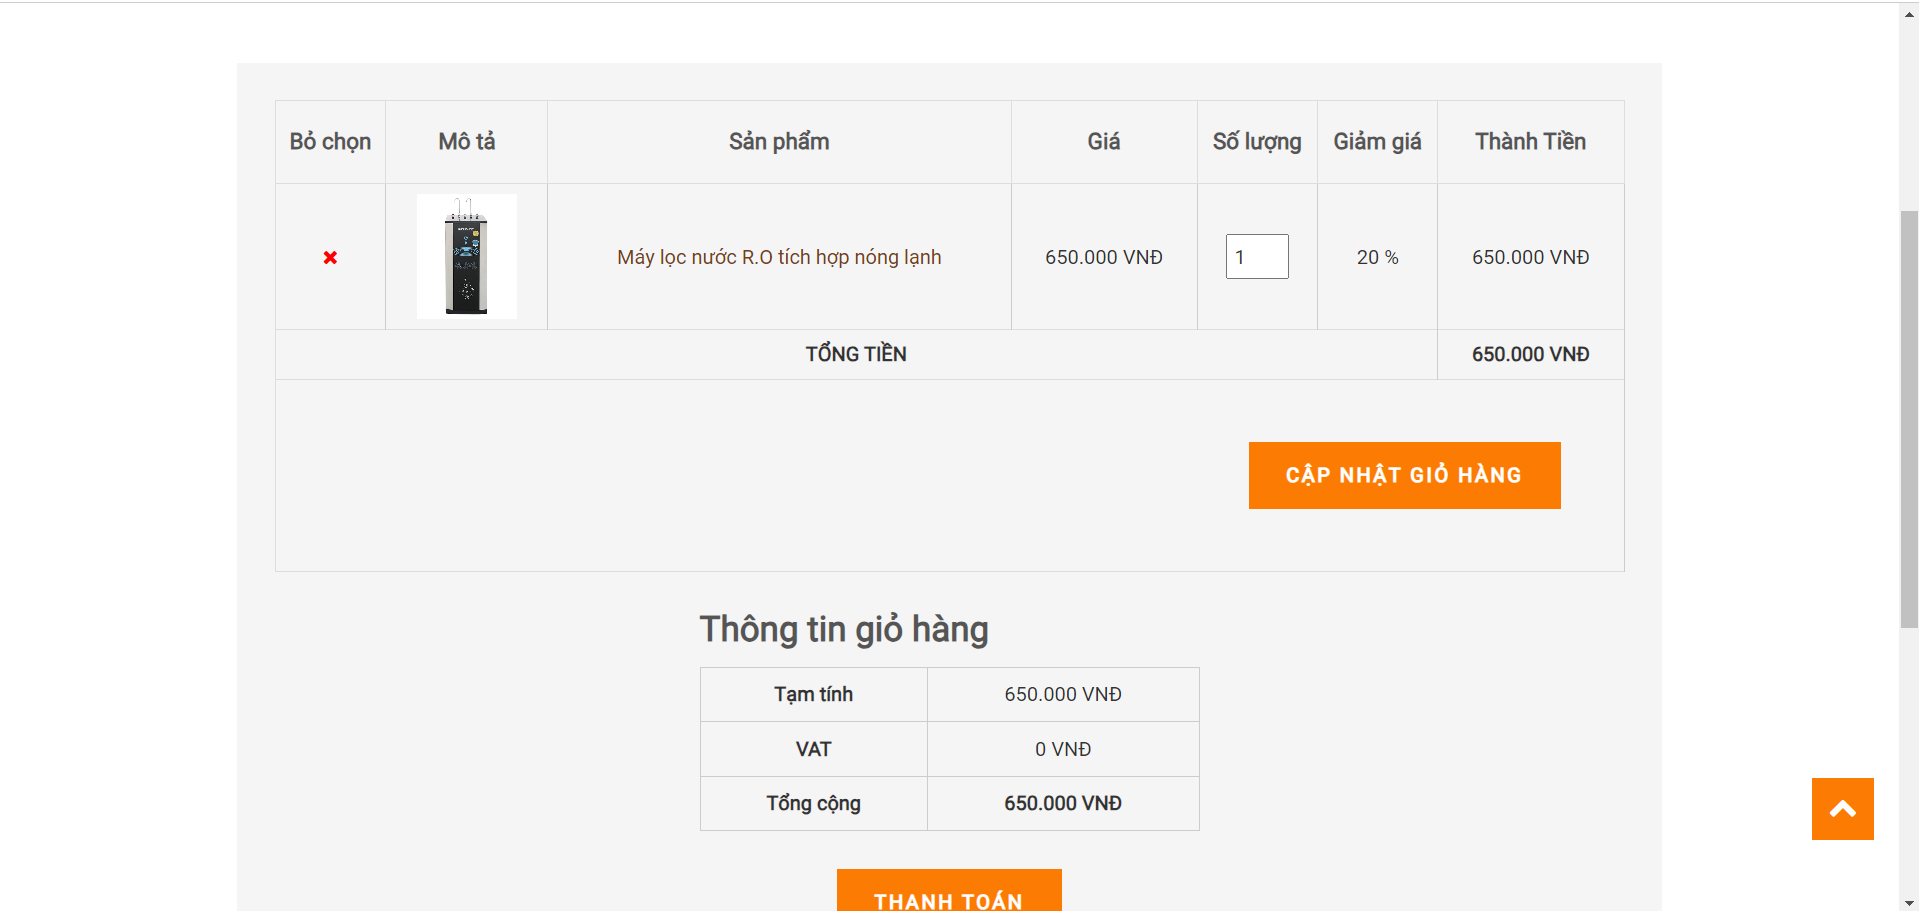 Bỏ chọn Mô tả Sản phẩm Giá Số lượng Giảm giá Thành Tiền
Máy lọc nước R.O tích hợp nóng lạnh 650.000 VNĐ 1 20 % 650.000 VNĐ
TỔNG TIỀN 650.000 VNĐ
CẬP NHẬT GIỎ HÀNG
Thông tin giỏ hàng
Tạm tính 650.000 VNĐ
VAT 0 VNĐ
Tổng cộng 650.000 VNĐ
THANH TOÁN